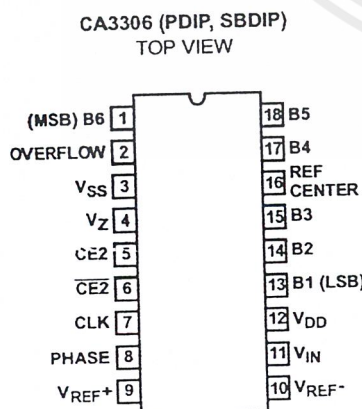 CA3306 (PDIP, SBDIP)
TOP VIEW
(MSB) B6 1
OVERFLOW 2
VSS 3
VZ 4
CE2 5
C̅E̅2̅ 6
CLK 7
PHASE 8
VREF+ 9
18 B5
17 B4
16 REF CENTER
15 B3
14 B2
13 B1 (LSB)
12 VDD
11 VIN
10 VREF-